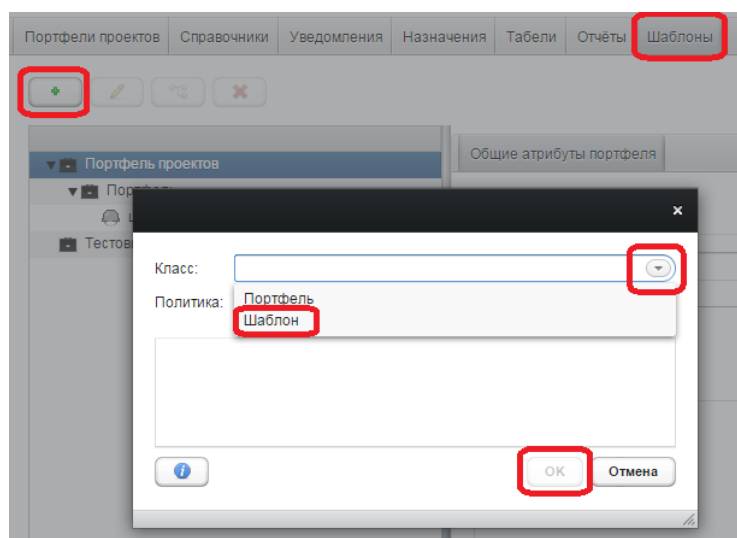 Портфели проектов Справочники Уведомления Назначения Табели Отчёты Шаблоны
Портфель проектов
Общие атрибуты портфеля
Класс:
Политика:
Портфель
Шаблон
OK
Отмена